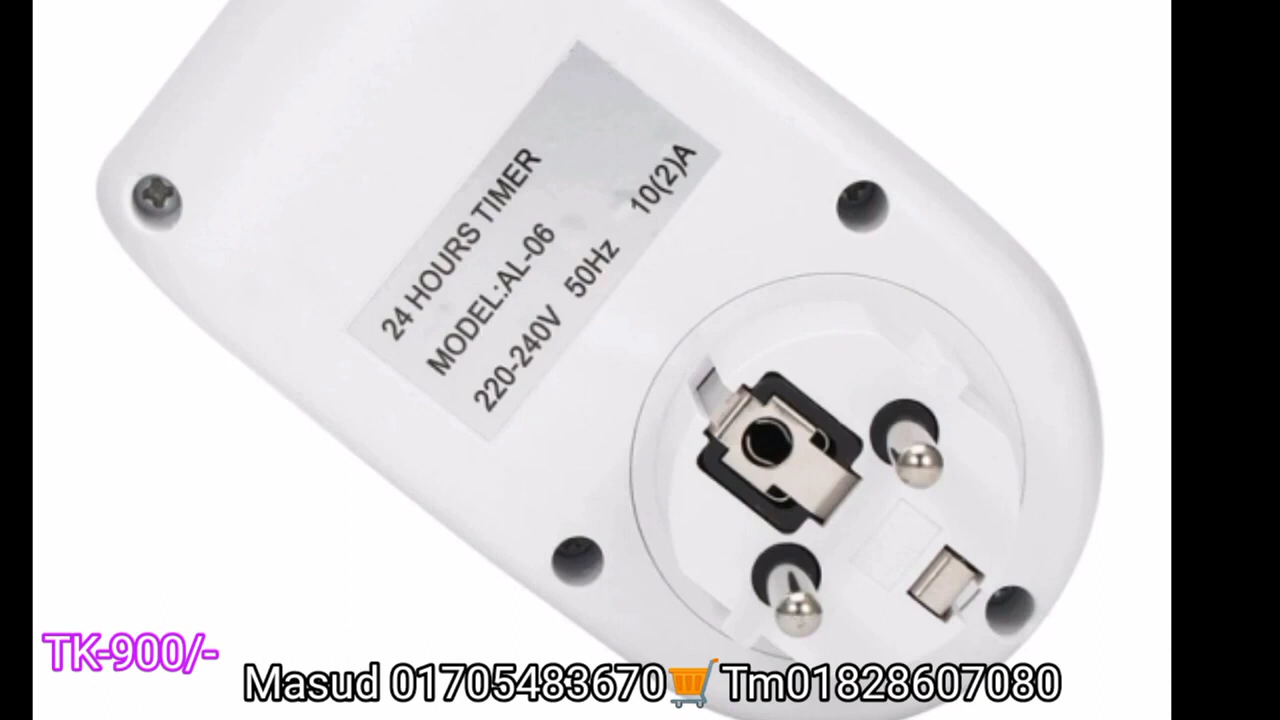 24 HOURS TIMER
MODEL:AL-06
220-240V 50Hz 10(2)A
TK-900/-
Masud 01705483670🛒Tm01828607080